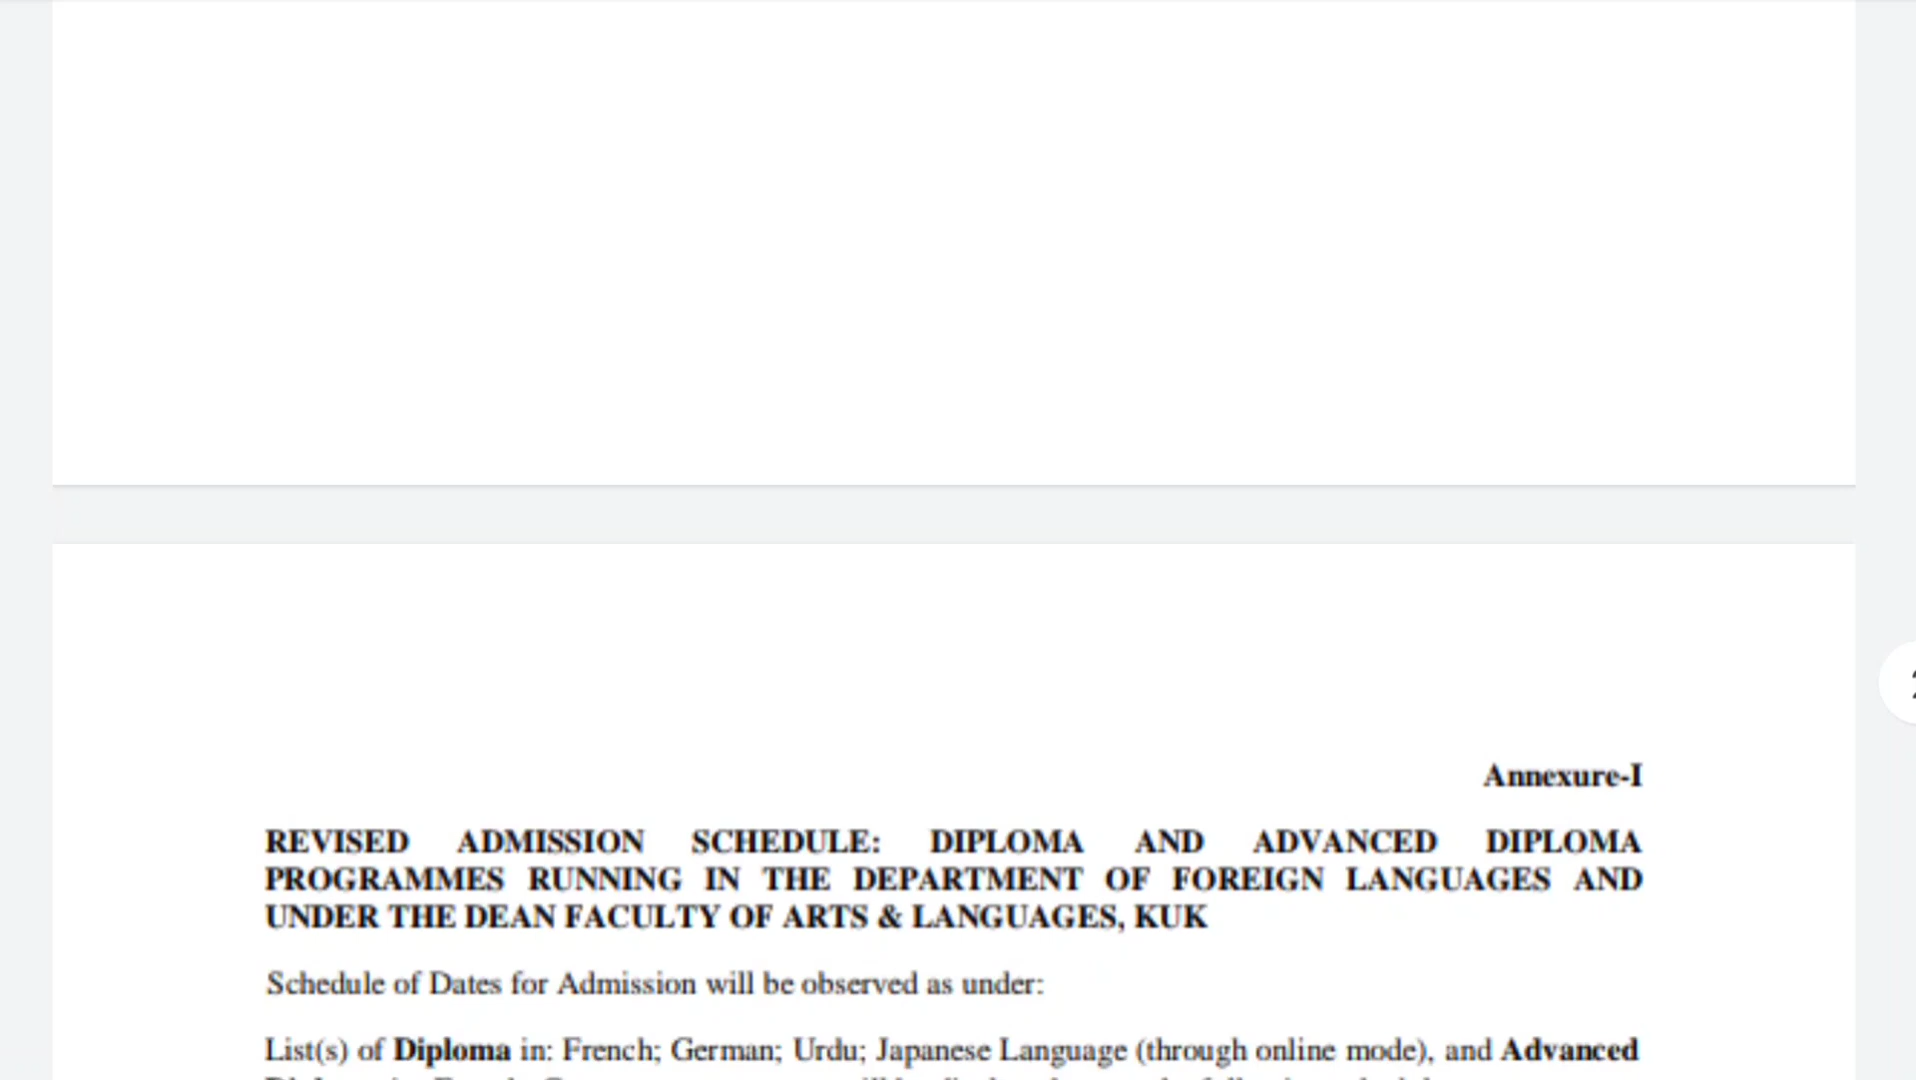 Annexure-I
REVISED ADMISSION SCHEDULE: DIPLOMA AND ADVANCED DIPLOMA
PROGRAMMES RUNNING IN THE DEPARTMENT OF FOREIGN LANGUAGES AND
UNDER THE DEAN FACULTY OF ARTS & LANGUAGES, KUK
Schedule of Dates for Admission will be observed as under:
List(s) of Diploma in: French; German; Urdu; Japanese Language (through online mode), and Advanced